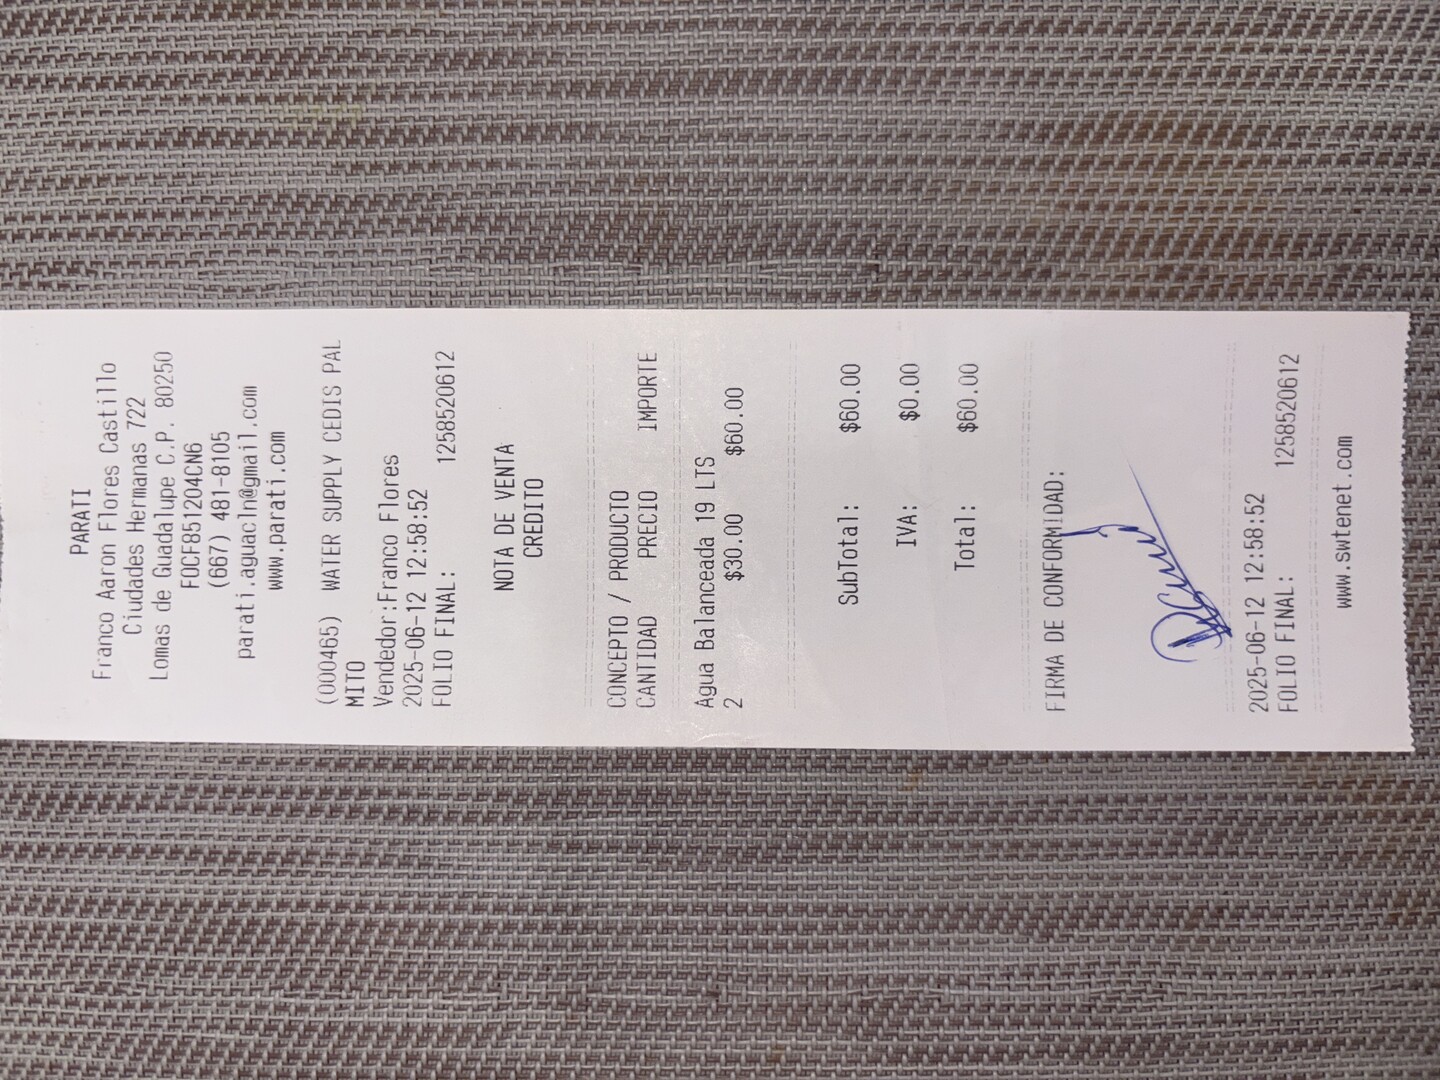 PARATI
Franco Aaron Flores Castillo
Ciudades Hermanas 722
Lomas de Guadalupe C.P. 80250
FOCF851204CN6
(667) 481-8105
parati.aguacln@gmail.com
www.parati.com
(000465) WATER SUPPLY CEDIS PAL
MITO
Vendedor:Franco Flores
2025-06-12 12:58:52
FOLIO FINAL: 1258520612
NOTA DE VENTA
CREDITO
CONCEPTO / PRODUCTO
CANTIDAD PRECIO IMPORTE
Agua Balanceada 19 LTS
2 $30.00 $60.00
SubTotal: $60.00
IVA: $0.00
Total: $60.00
FIRMA DE CONFORMIDAD:
2025-06-12 12:58:52
FOLIO FINAL: 1258520612
www.swtenet.com